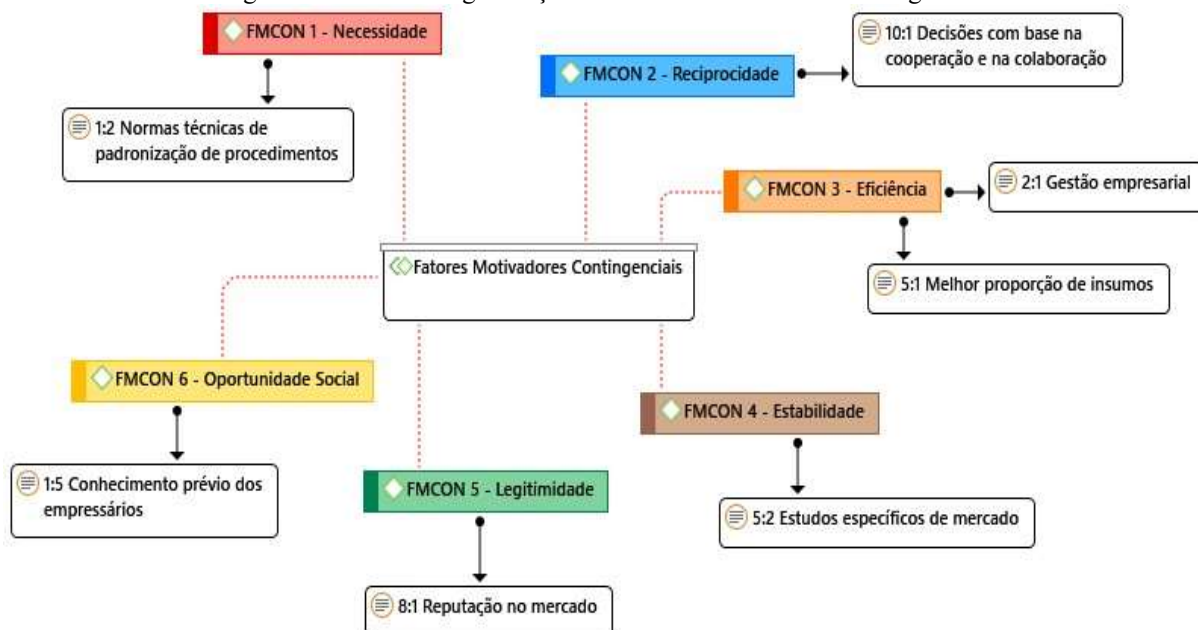 FMCON 1 - Necessidade
1:2 Normas técnicas de
padronização de procedimentos
FMCON 2 - Reciprocidade
10:1 Decisões com base na
cooperação e na colaboração
FMCON 3 - Eficiência
2:1 Gestão empresarial
5:1 Melhor proporção de insumos
Fatores Motivadores Contingenciais
FMCON 6 - Oportunidade Social
1:5 Conhecimento prévio dos
empressários
FMCON 4 - Estabilidade
5:2 Estudos específicos de mercado
FMCON 5 - Legitimidade
8:1 Reputação no mercado